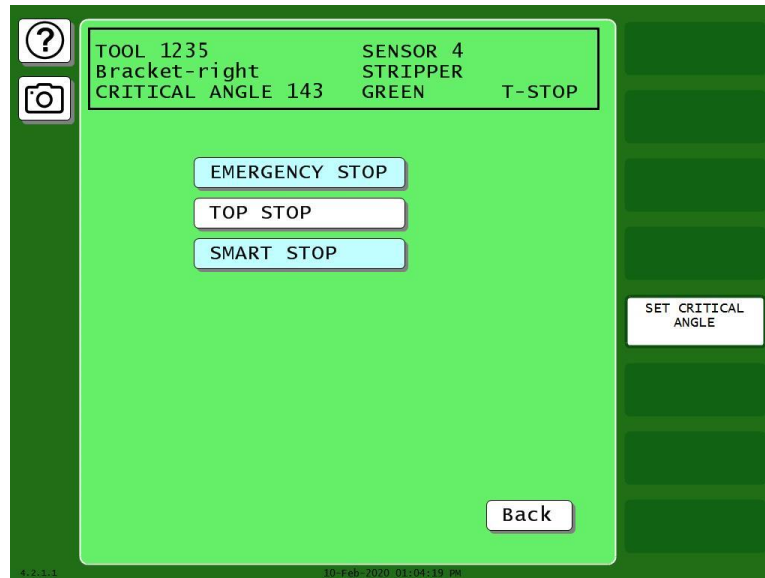 ?
TOOL 1235 SENSOR 4
Bracket-right STRIPPER
CRITICAL ANGLE 143 GREEN T-STOP
EMERGENCY STOP
TOP STOP
SMART STOP
SET CRITICAL
ANGLE
Back
4.2.1.1
10-Feb-2020 01:04:19 PM